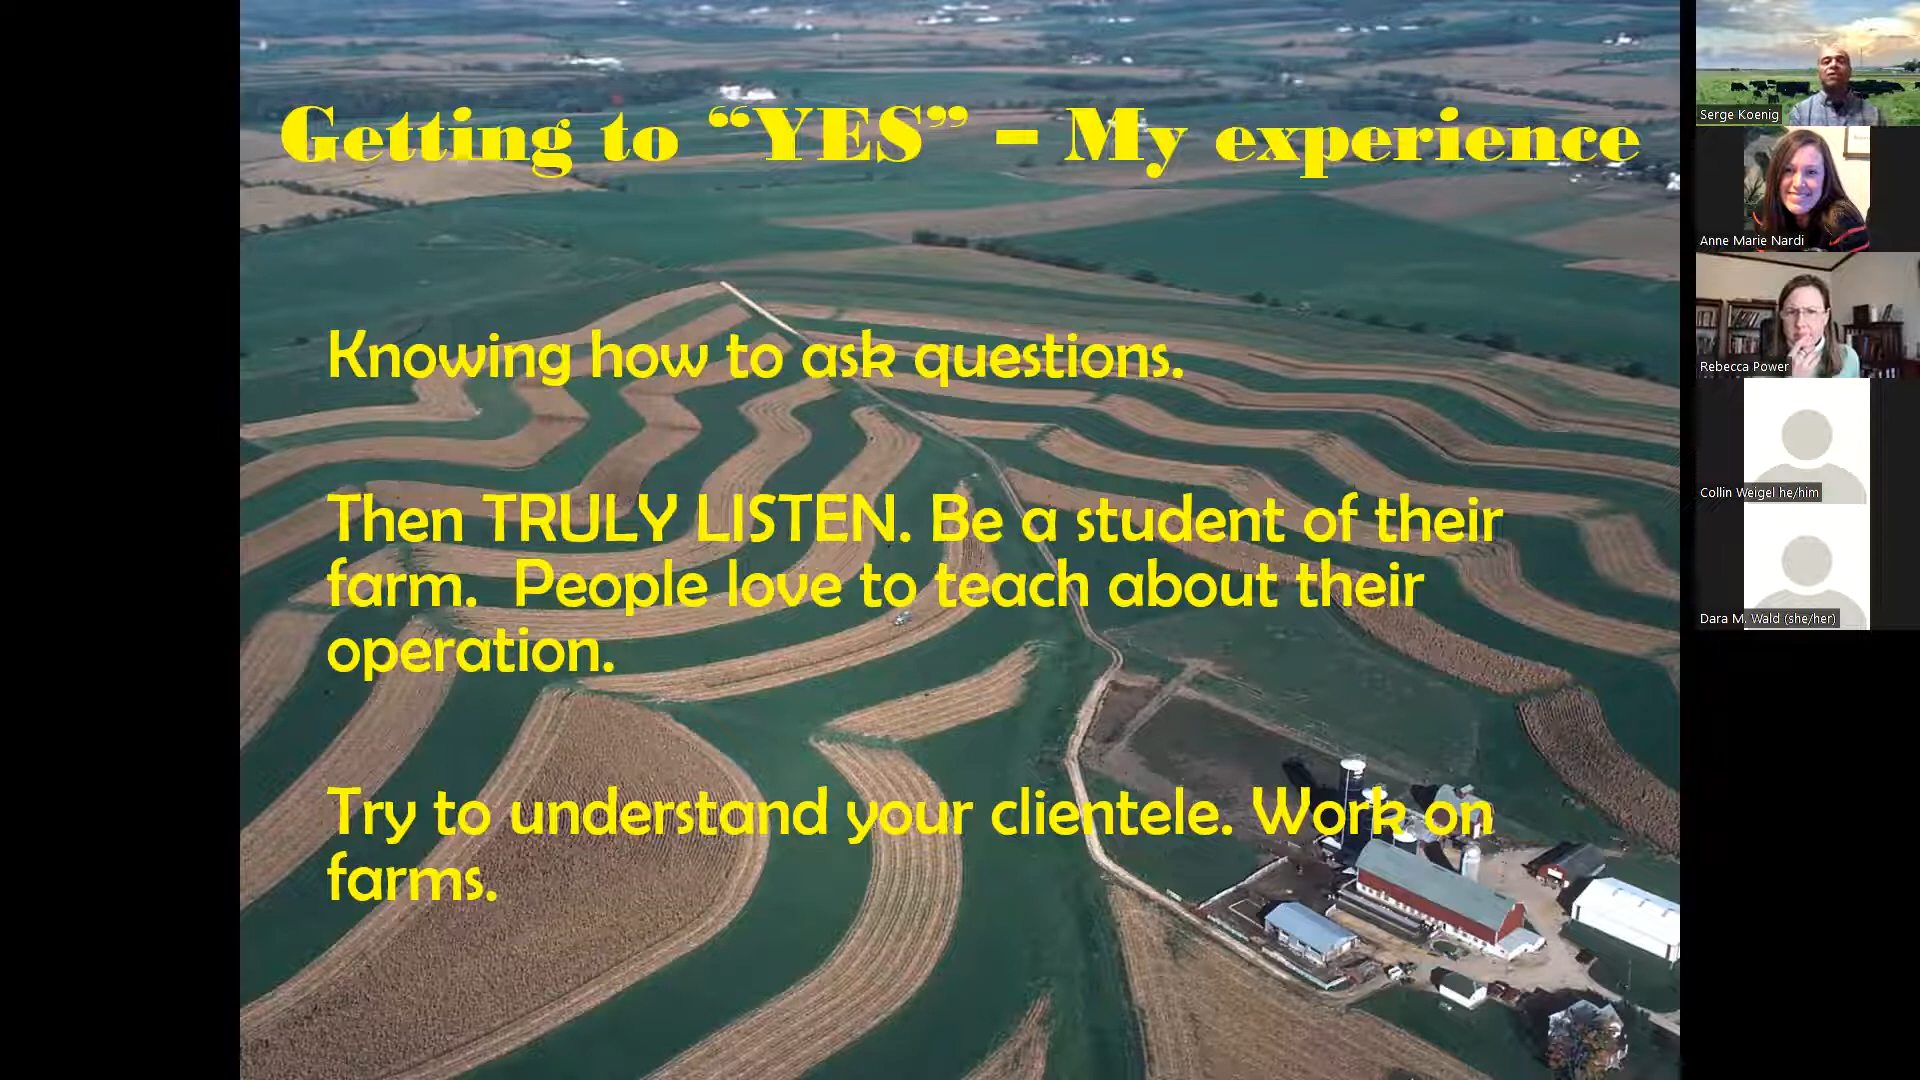 Getting to “YES” – My experience
Knowing how to ask questions.
Then TRULY LISTEN. Be a student of their
farm.  People love to teach about their
operation.
Try to understand your clientele. Work on
farms.
Serge Koenig
Anne Marie Nardi
Rebecca Power
Collin Weigel he/him
Dara M. Wald (she/her)